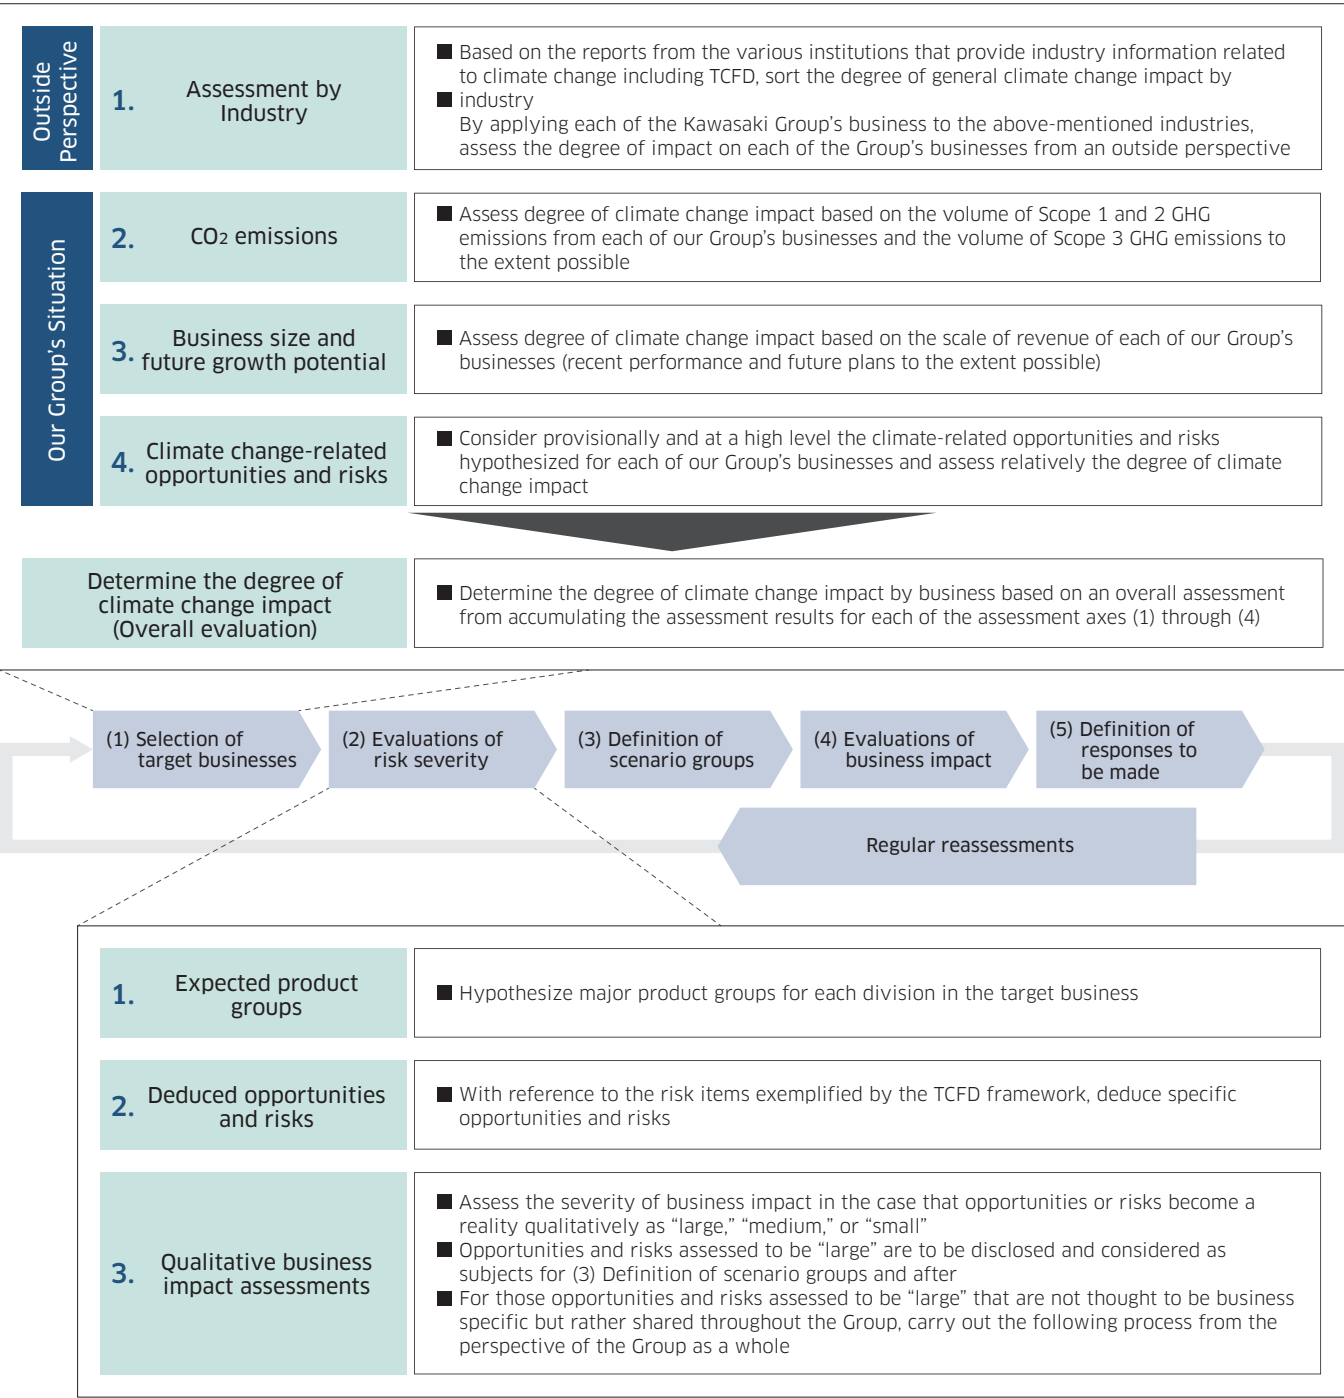 Outside
Perspective
1.
Assessment by
Industry
■ Based on the reports from the various institutions that provide industry information related
to climate change including TCFD, sort the degree of general climate change impact by
■ industry
By applying each of the Kawasaki Group’s business to the above-mentioned industries,
assess the degree of impact on each of the Group’s businesses from an outside perspective
Our Group’s Situation
2.
CO2 emissions
■ Assess degree of climate change impact based on the volume of Scope 1 and 2 GHG
emissions from each of our Group’s businesses and the volume of Scope 3 GHG emissions to
the extent possible
3.
Business size and
future growth potential
■ Assess degree of climate change impact based on the scale of revenue of each of our Group’s
businesses (recent performance and future plans to the extent possible)
4.
Climate change-related
opportunities and risks
■ Consider provisionally and at a high level the climate-related opportunities and risks
hypothesized for each of our Group’s businesses and assess relatively the degree of climate
change impact
Determine the degree of
climate change impact
(Overall evaluation)
■ Determine the degree of climate change impact by business based on an overall assessment
from accumulating the assessment results for each of the assessment axes (1) through (4)
(1) Selection of
target businesses
(2) Evaluations of
risk severity
(3) Definition of
scenario groups
(4) Evaluations of
business impact
(5) Definition of
responses to
be made
Regular reassessments
1.
Expected product
groups
■ Hypothesize major product groups for each division in the target business
2.
Deduced opportunities
and risks
■ With reference to the risk items exemplified by the TCFD framework, deduce specific
opportunities and risks
3.
Qualitative business
impact assessments
■ Assess the severity of business impact in the case that opportunities or risks become a
reality qualitatively as “large,” “medium,” or “small”
■ Opportunities and risks assessed to be “large” are to be disclosed and considered as
subjects for (3) Definition of scenario groups and after
■ For those opportunities and risks assessed to be “large” that are not thought to be business
specific but rather shared throughout the Group, carry out the following process from the
perspective of the Group as a whole